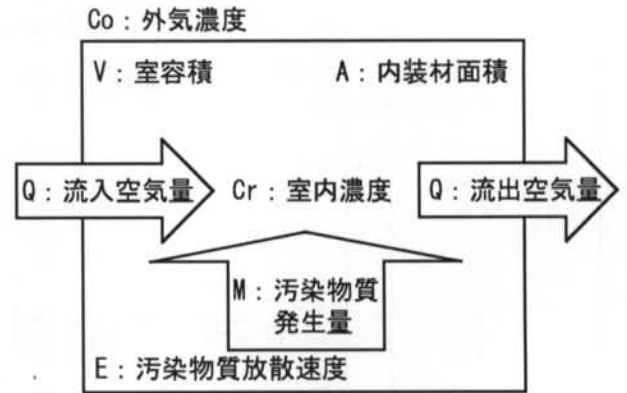 Co：外気濃度
V：室容積
A：内装材面積
Q：流入空気量
Cr：室内濃度
Q：流出空気量
M：汚染物質
発生量
E：汚染物質放散速度